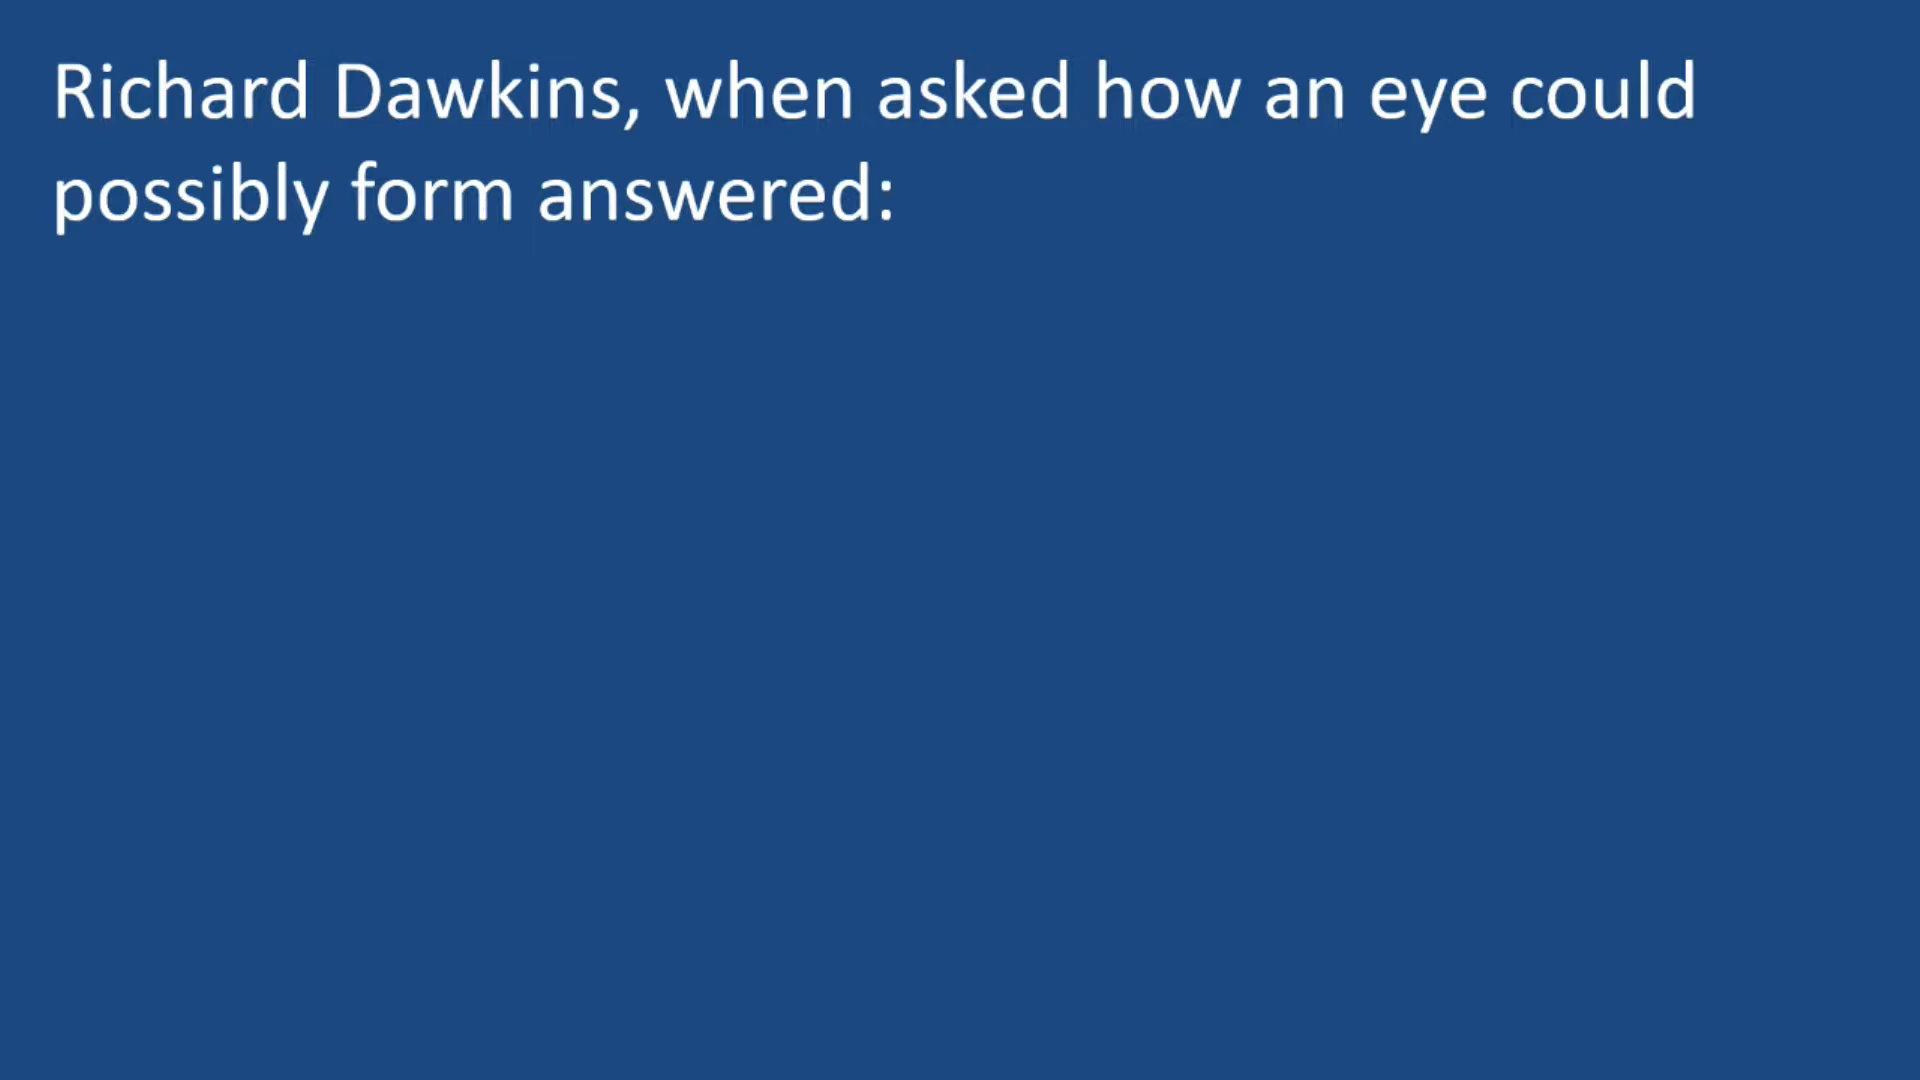 Richard Dawkins, when asked how an eye could
possibly form answered: